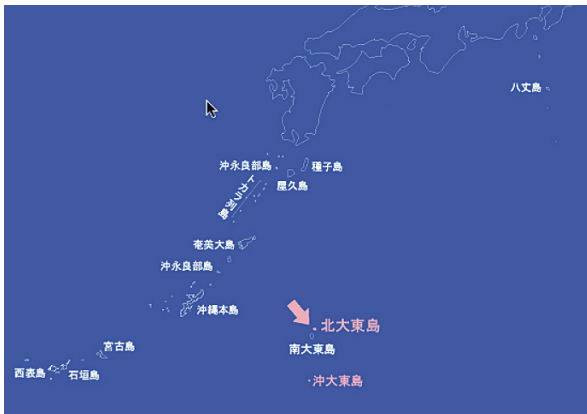 八丈島
沖永良部島
種子島
屋久島
トカラ列島
奄美大島
沖永良部島
沖縄本島
北大東島
南大東島
宮古島
西表島
石垣島
沖大東島